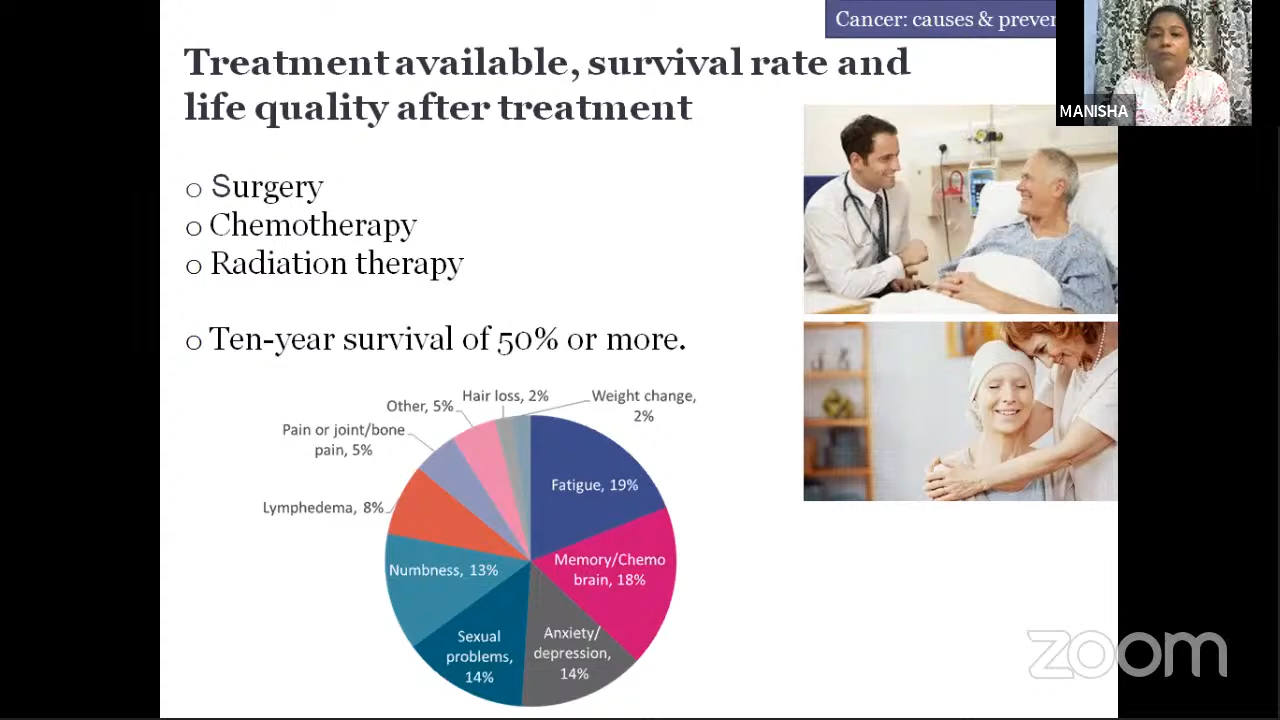 Cancer: causes & preven
MANISHA
Treatment available, survival rate and
life quality after treatment
o Surgery
o Chemotherapy
o Radiation therapy
o Ten-year survival of 50% or more.
Hair loss, 2%
Weight change,
2%
Other, 5%
Pain or joint/bone
pain, 5%
Lymphedema, 8%
Numbness, 13%
Sexual
problems,
14%
Anxiety/
depression,
14%
Memory/Chemo
brain, 18%
Fatigue, 19%
zoom